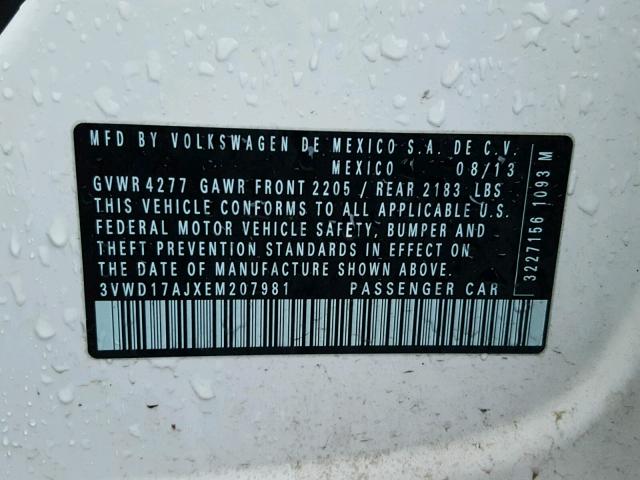 MFD BY VOLKSWAGEN DE MEXICO S.A. DE C.V.
MEXICO 08/13
GVWR 4277 GAWR FRONT 2205 / REAR 2183 LBS
THIS VEHICLE CONFORMS TO ALL APPLICABLE U.S.
FEDERAL MOTOR VEHICLE SAFETY, BUMPER AND
THEFT PREVENTION STANDARDS IN EFFECT ON
THE DATE OF MANUFACTURE SHOWN ABOVE.
3VWD17AJXEM207981 PASSENGER CAR
3227156 1093 M